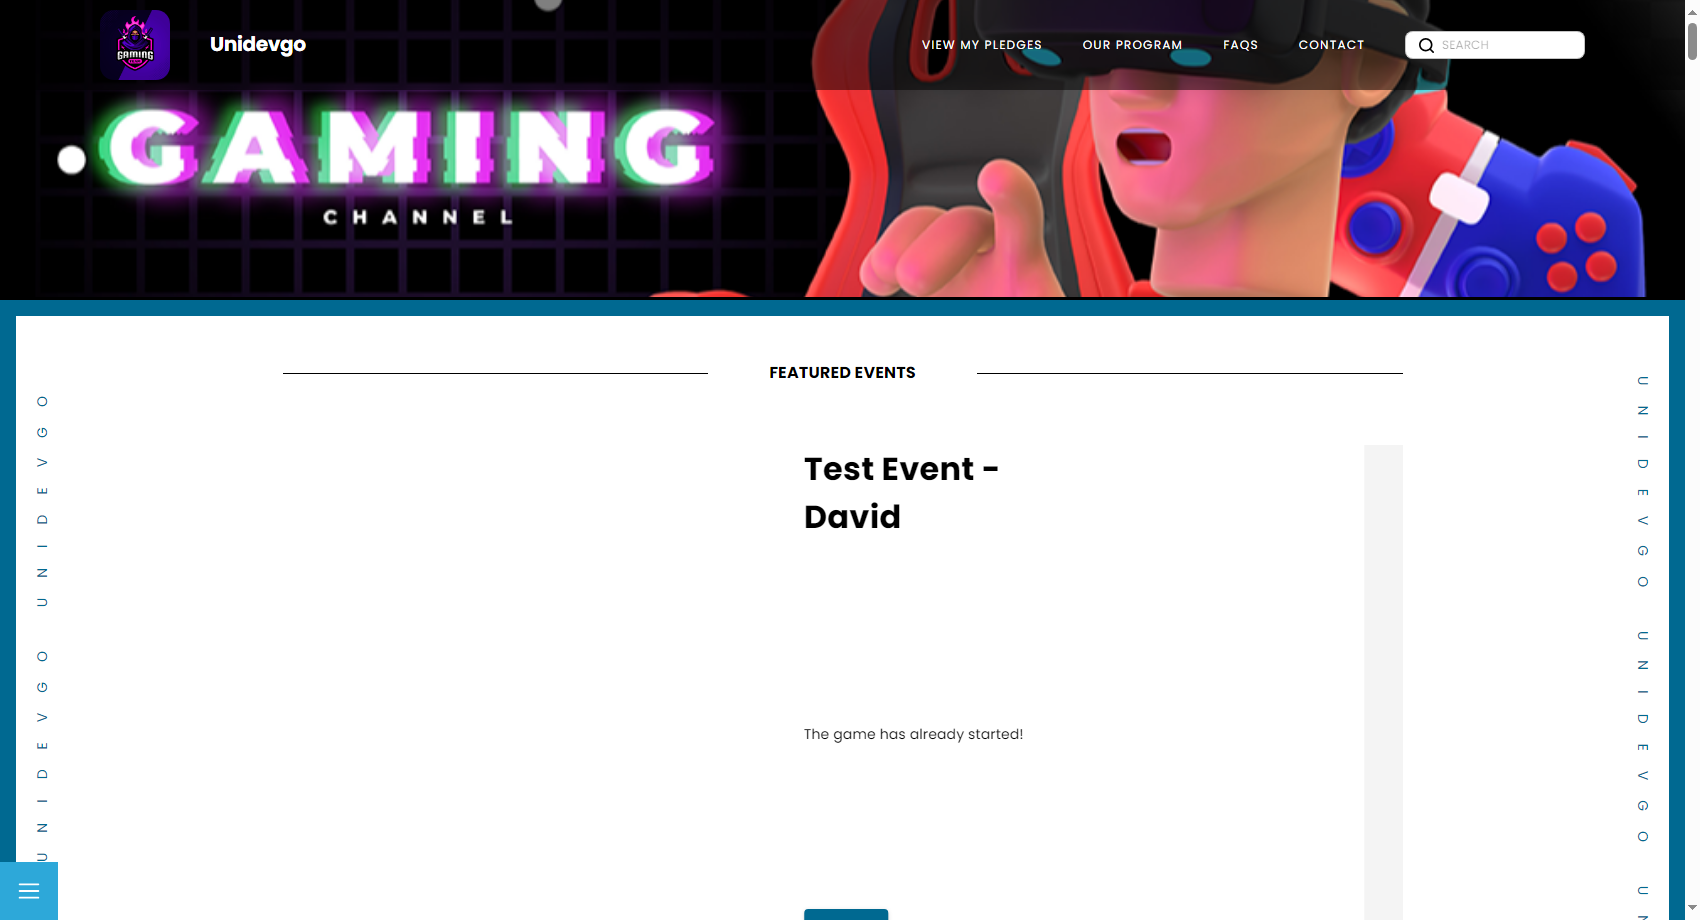 GAMING
Unidevgo
VIEW MY PLEDGES
OUR PROGRAM
FAQS
CONTACT
SEARCH
GAMING
CHANNEL
FEATURED EVENTS
Test Event -
David
The game has already started!
UNIDEVGO UNIDEVGO
UNIDEVGO UNIDEVGO UN